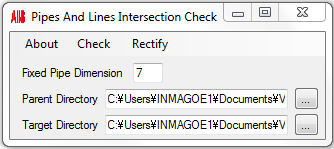 ABB Pipes And Lines Intersection Check
About Check Rectify
Fixed Pipe Dimension 7
Parent Directory C:¥Users¥INMAGOE1¥Documents¥V ...
Target Directory C:¥Users¥INMAGOE1¥Documents¥V ...